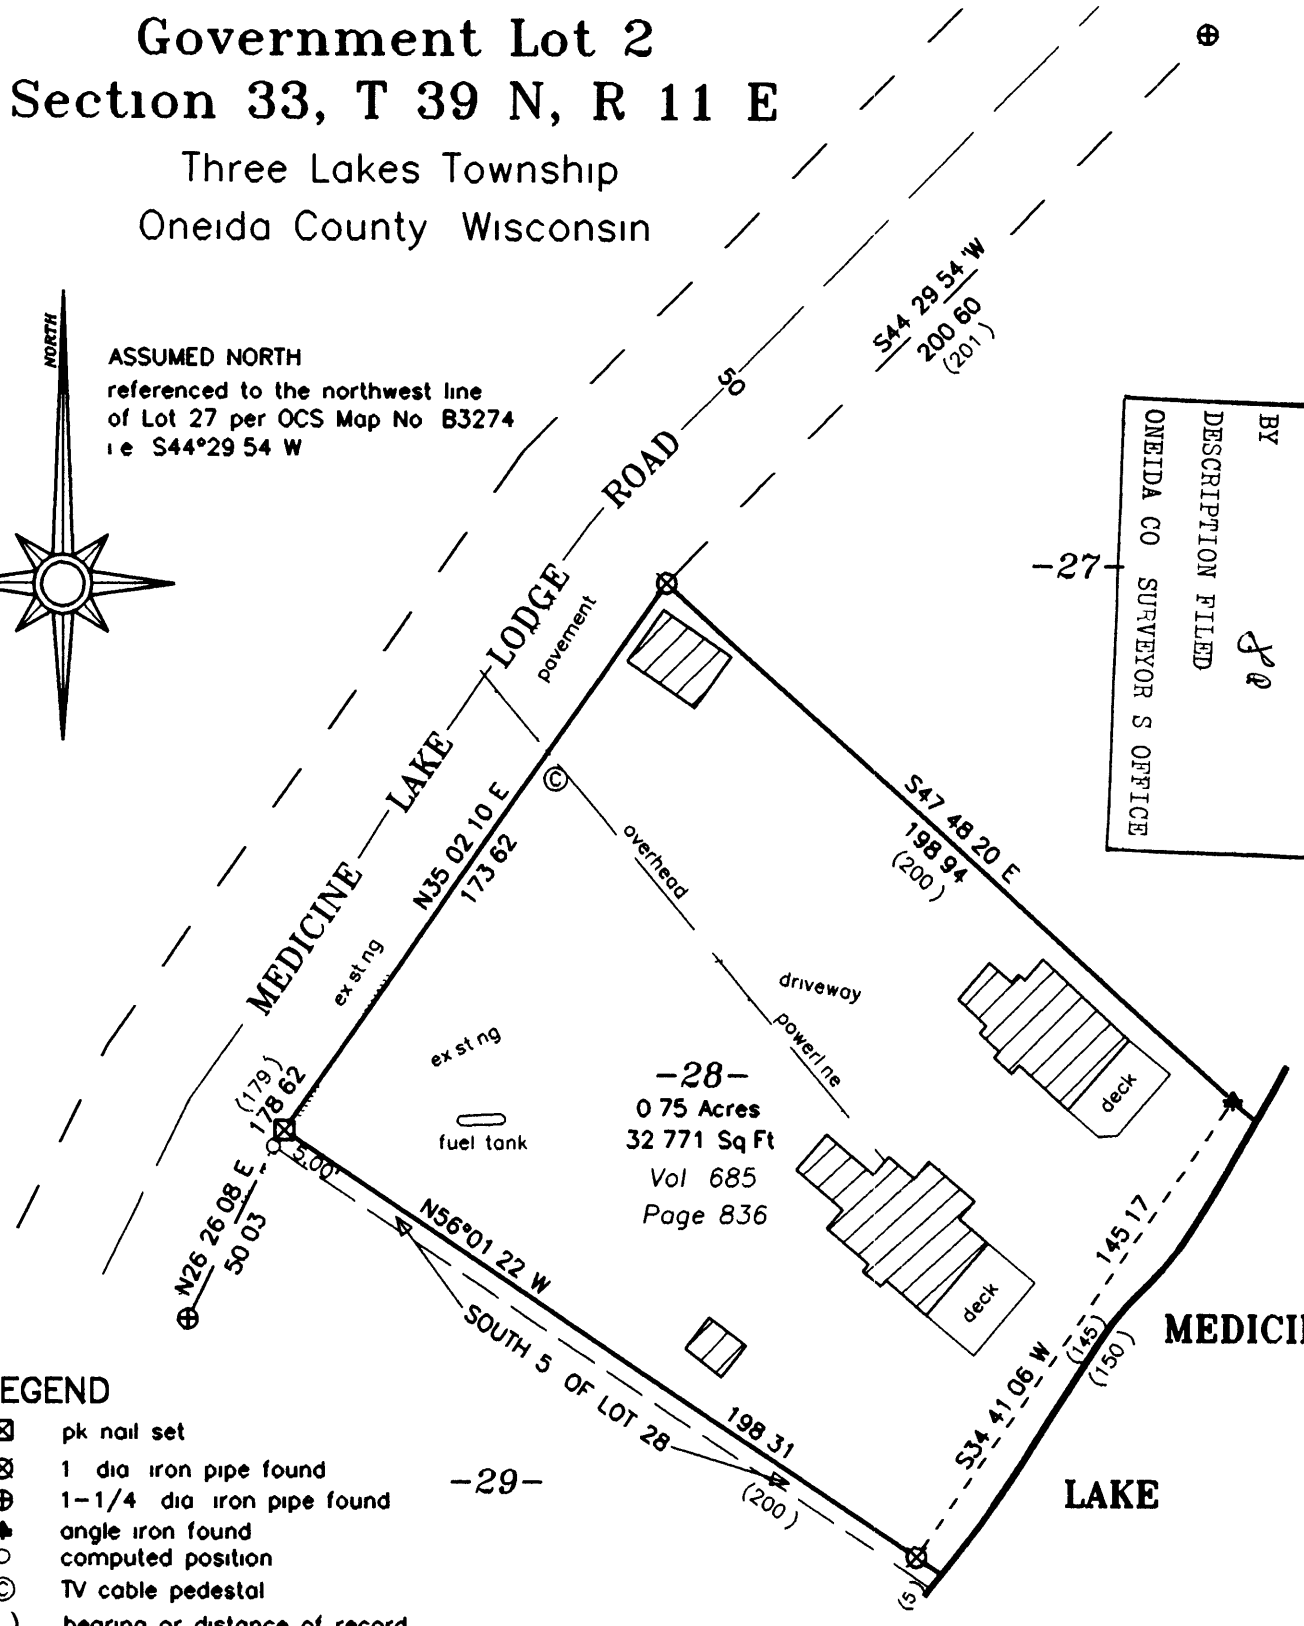 Government Lot 2
Section 33, T 39 N, R 11 E
Three Lakes Township
Oneida County Wisconsin
NORTH
ASSUMED NORTH
referenced to the northwest line
of Lot 27 per OCS Map No B3274
i e S44°29 54 W
S44 29 54 'W
200 60
(201 )
50
MEDICINE LAKE LODGE ROAD
pavement
-27-
BY
DESCRIPTION FILED
ONEIDA CO SURVEYOR S OFFICE
N35 02 10 E
173 62
S47 48 20 E
198 94
(200 )
overhead
powerl ne
driveway
ex st ng
ex st ng
-28-
0 75 Acres
32 771 Sq Ft
Vol 685
Page 836
fuel tank
deck
deck
(179 )
178 62
5.00'
N26 26 08 E
50 03
N56°01 22 W
198 31
(200 )
SOUTH 5 OF LOT 28
145 17
S34 41 06 W
(145)
(150 )
(5 )
MEDICI
LAKE
-29-
EGEND
pk nail set
1 dia iron pipe found
1-1/4 dia iron pipe found
angle iron found
computed position
TV cable pedestal
) bearing or distance of record